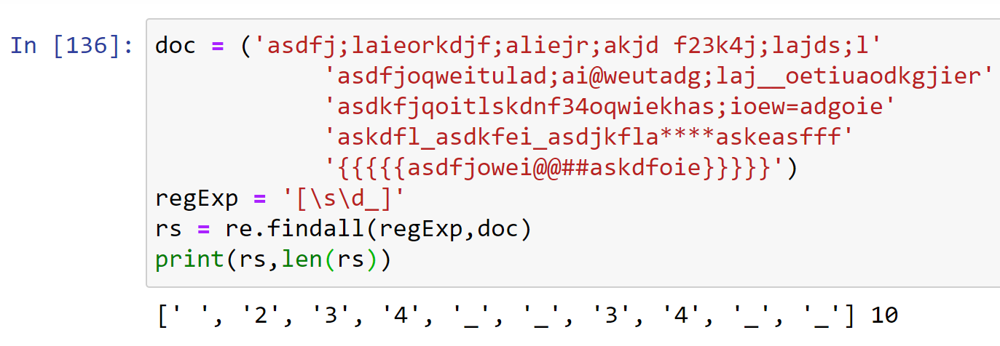 In [136]: doc = ('asdfj;laieorkdjf;aliejr;akjd f23k4j;lajds;l'
'asdfjoqweitulad;ai@weutadg;laj__oetiuaodkgjier'
'asdkfjqoitlskdnf34oqwiekhas;ioew=adgoie'
'askdfl_asdkfei_asdjkfla****askeasfff'
'{{{{{asdfjowei@@##askdfoie}}}}}')
regExp = '[\s\d_]'
rs = re.findall(regExp,doc)
print(rs,len(rs))
[' ', '2', '3', '4', '_', '_', '3', '4', '_', '_'] 10